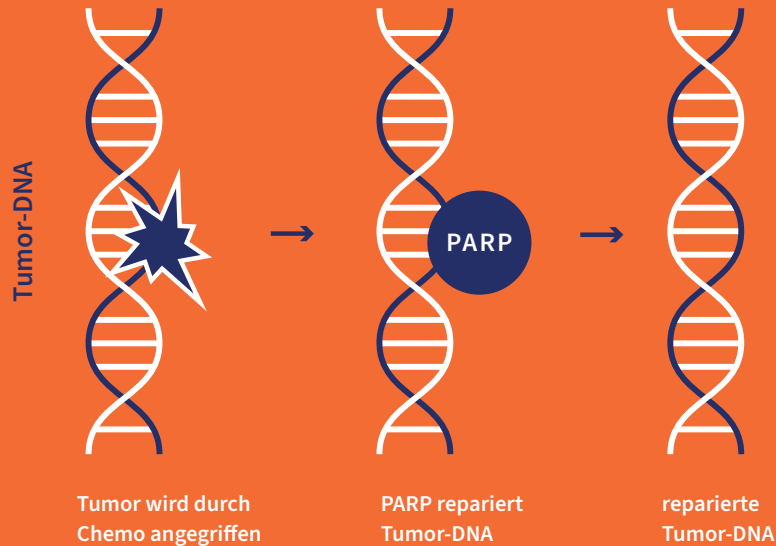 Tumor-DNA
PARP
Tumor wird durch
Chemo angegriffen
PARP repariert
Tumor-DNA
reparierte
Tumor-DNA